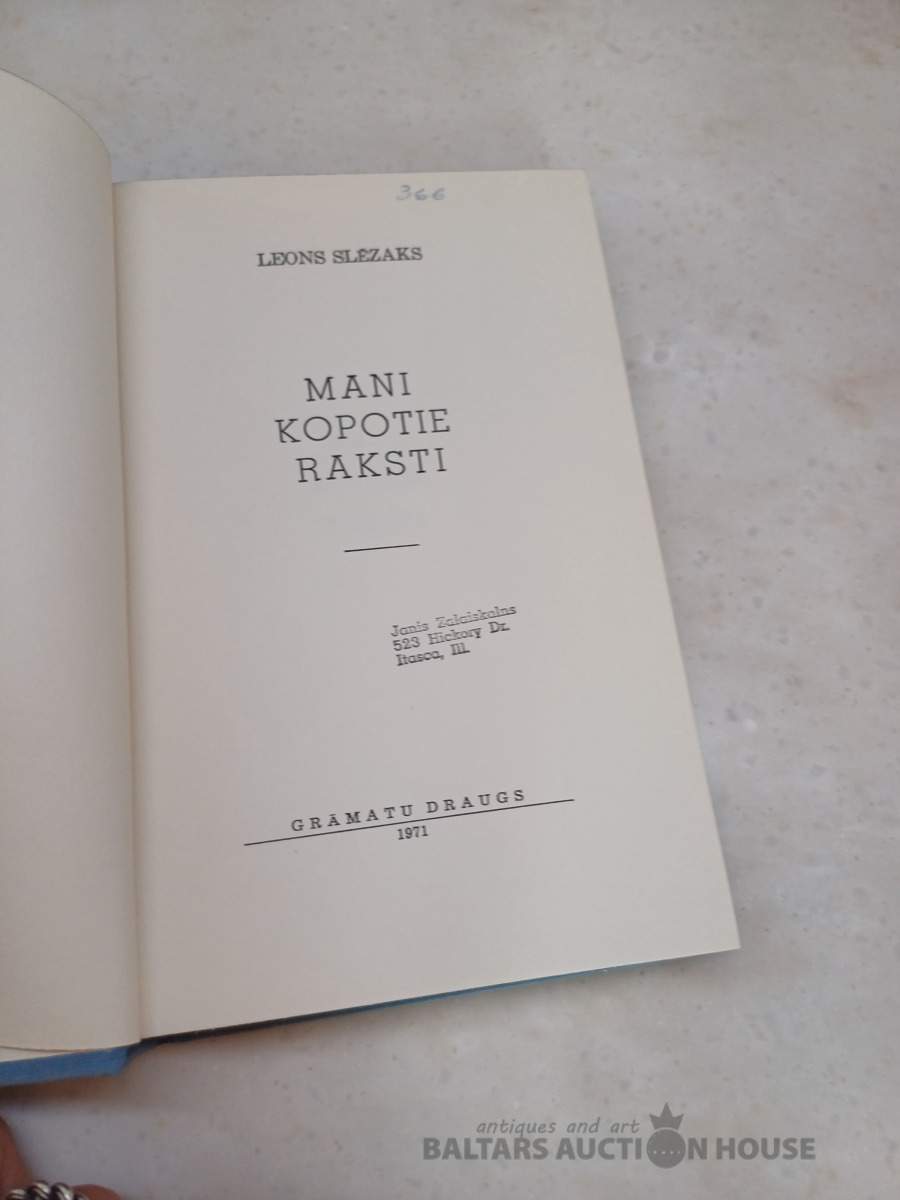 366
LEONS SLĒZAKS
MANI
KOPOTIE
RAKSTI
Janis Zalaiskalns
523 Hickory Dr.
Itasca, Ill.
GRĀMATU DRAUGS
1971
antiques and art
BALTARS AUCTION HOUSE